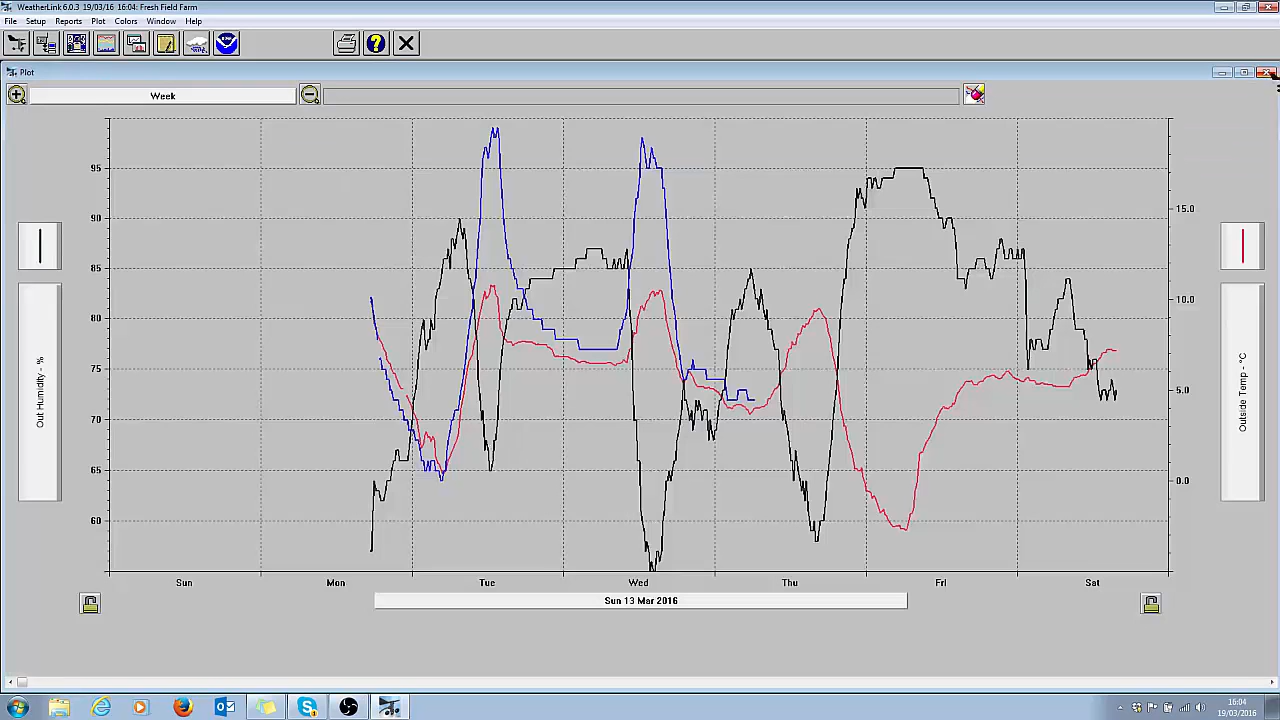 WeatherLink 6.0.3 19/03/16 16:04: Fresh Field Farm
File Setup Reports Plot Colors Window Help
Plot
Week
95
90
85
80
75
70
65
60
Out Humidity - %
15.0
10.0
5.0
0.0
Outside Temp - °C
Sun Mon Tue Wed Thu Fri Sat
Sun 13 Mar 2016
16:04
19/03/2016